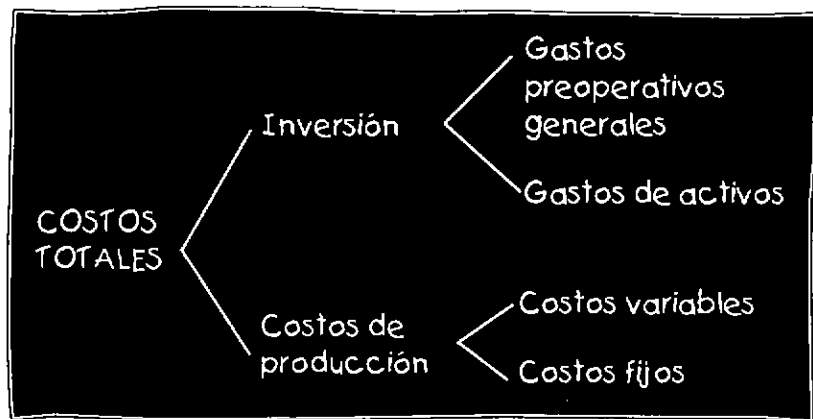 COSTOS
TOTALES
Inversión
Gastos
preoperativos
generales
Gastos de activos
Costos de
producción
Costos variables
Costos fijos